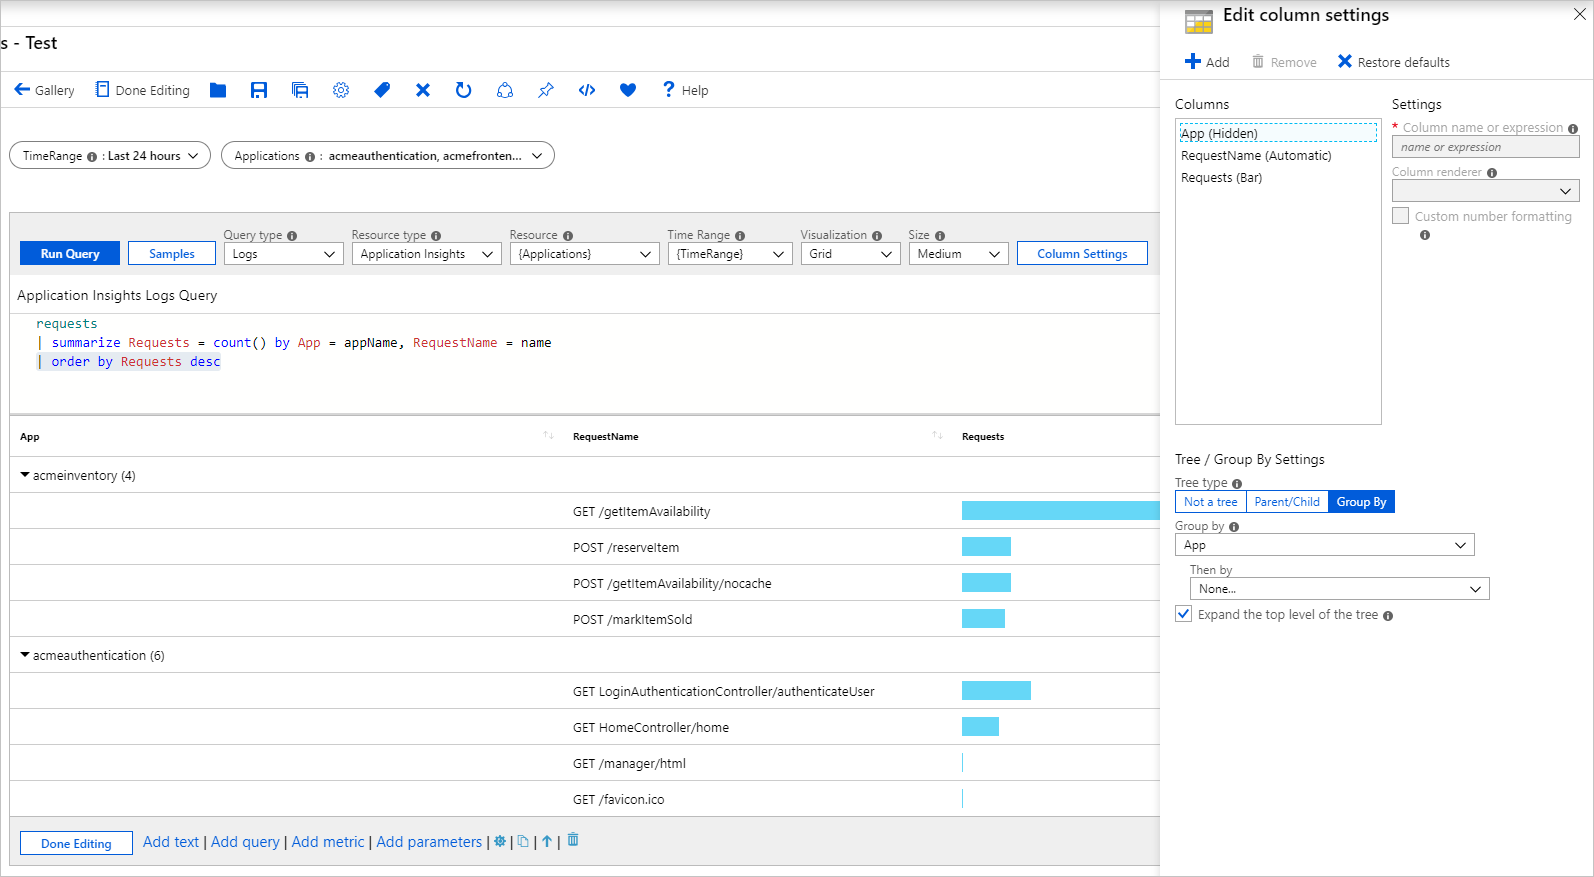 s - Test
Gallery
Done Editing
Help
TimeRange : Last 24 hours
Applications : acmeauthentication, acmefronten...
Run Query
Samples
Query type
Logs
Resource type
Application Insights
Resource
{Applications}
Time Range
{TimeRange}
Visualization
Grid
Size
Medium
Column Settings
Application Insights Logs Query
requests
| summarize Requests = count() by App = appName, RequestName = name
| order by Requests desc
App
RequestName
Requests
acmeinventory (4)
GET /getItemAvailability
POST /reserveItem
POST /getItemAvailability/nocache
POST /markItemSold
acmeauthentication (6)
GET LoginAuthenticationController/authenticateUser
GET HomeController/home
GET /manager/html
GET /favicon.ico
Done Editing
Add text | Add query | Add metric | Add parameters | | | |
Edit column settings
Add
Remove
Restore defaults
Columns
App (Hidden)
RequestName (Automatic)
Requests (Bar)
Settings
* Column name or expression
name or expression
Column renderer
Custom number formatting
Tree / Group By Settings
Tree type
Not a tree
Parent/Child
Group By
Group by
App
Then by
None...
Expand the top level of the tree